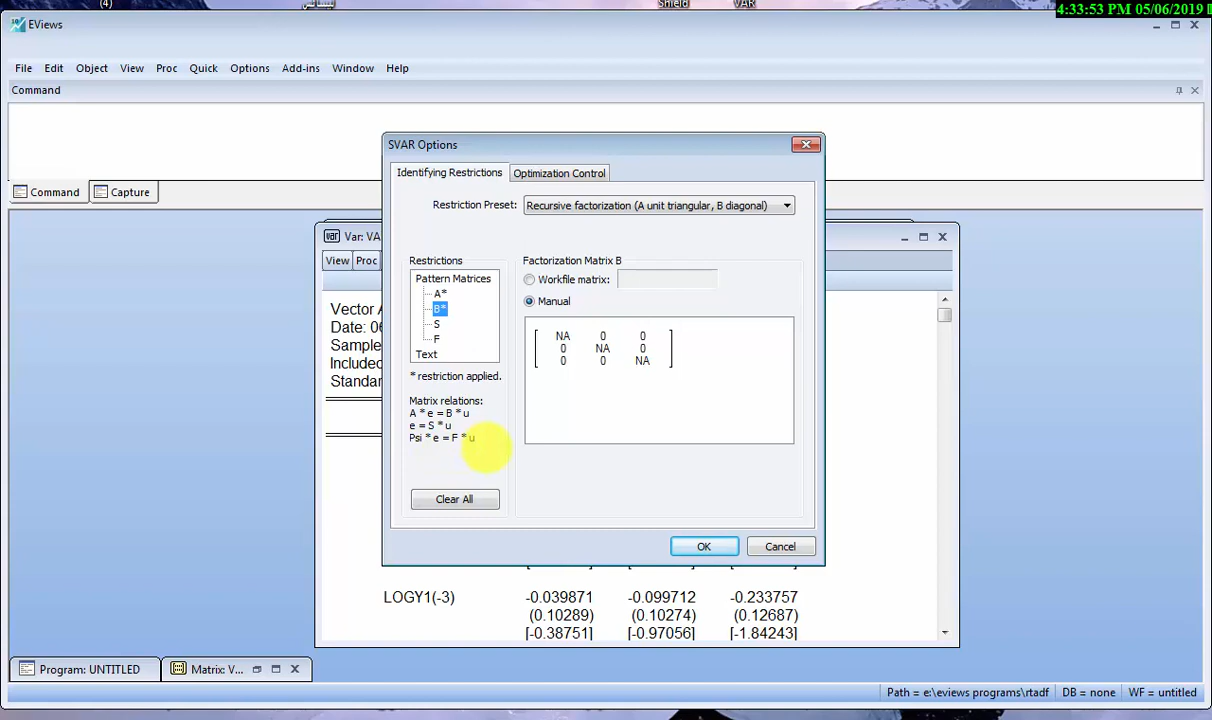 (4)
Shield
VAR
4:33:53 PM 05/06/2019
EViews
File Edit Object View Proc Quick Options Add-ins Window Help
Command
Command Capture
Var: VA
View Proc
Vector A
Date: 06
Sample
Included
Standar
SVAR Options
Identifying Restrictions Optimization Control
Restriction Preset: Recursive factorization (A unit triangular, B diagonal)
Restrictions
Pattern Matrices
A*
B*
S
F
Text
* restriction applied.
Matrix relations:
A * e = B * u
e = S * u
Psi * e = F * u
Clear All
Factorization Matrix B
Workfile matrix:
Manual
NA 0 0
0 NA 0
0 0 NA
OK Cancel
LOGY1(-3) -0.039871 -0.099712 -0.233757
(0.10289) (0.10274) (0.12687)
[-0.38751] [-0.97056] [-1.84243]
Program: UNTITLED Matrix: V...
Path = e:\eviews programs\rtadf DB = none WF = untitled